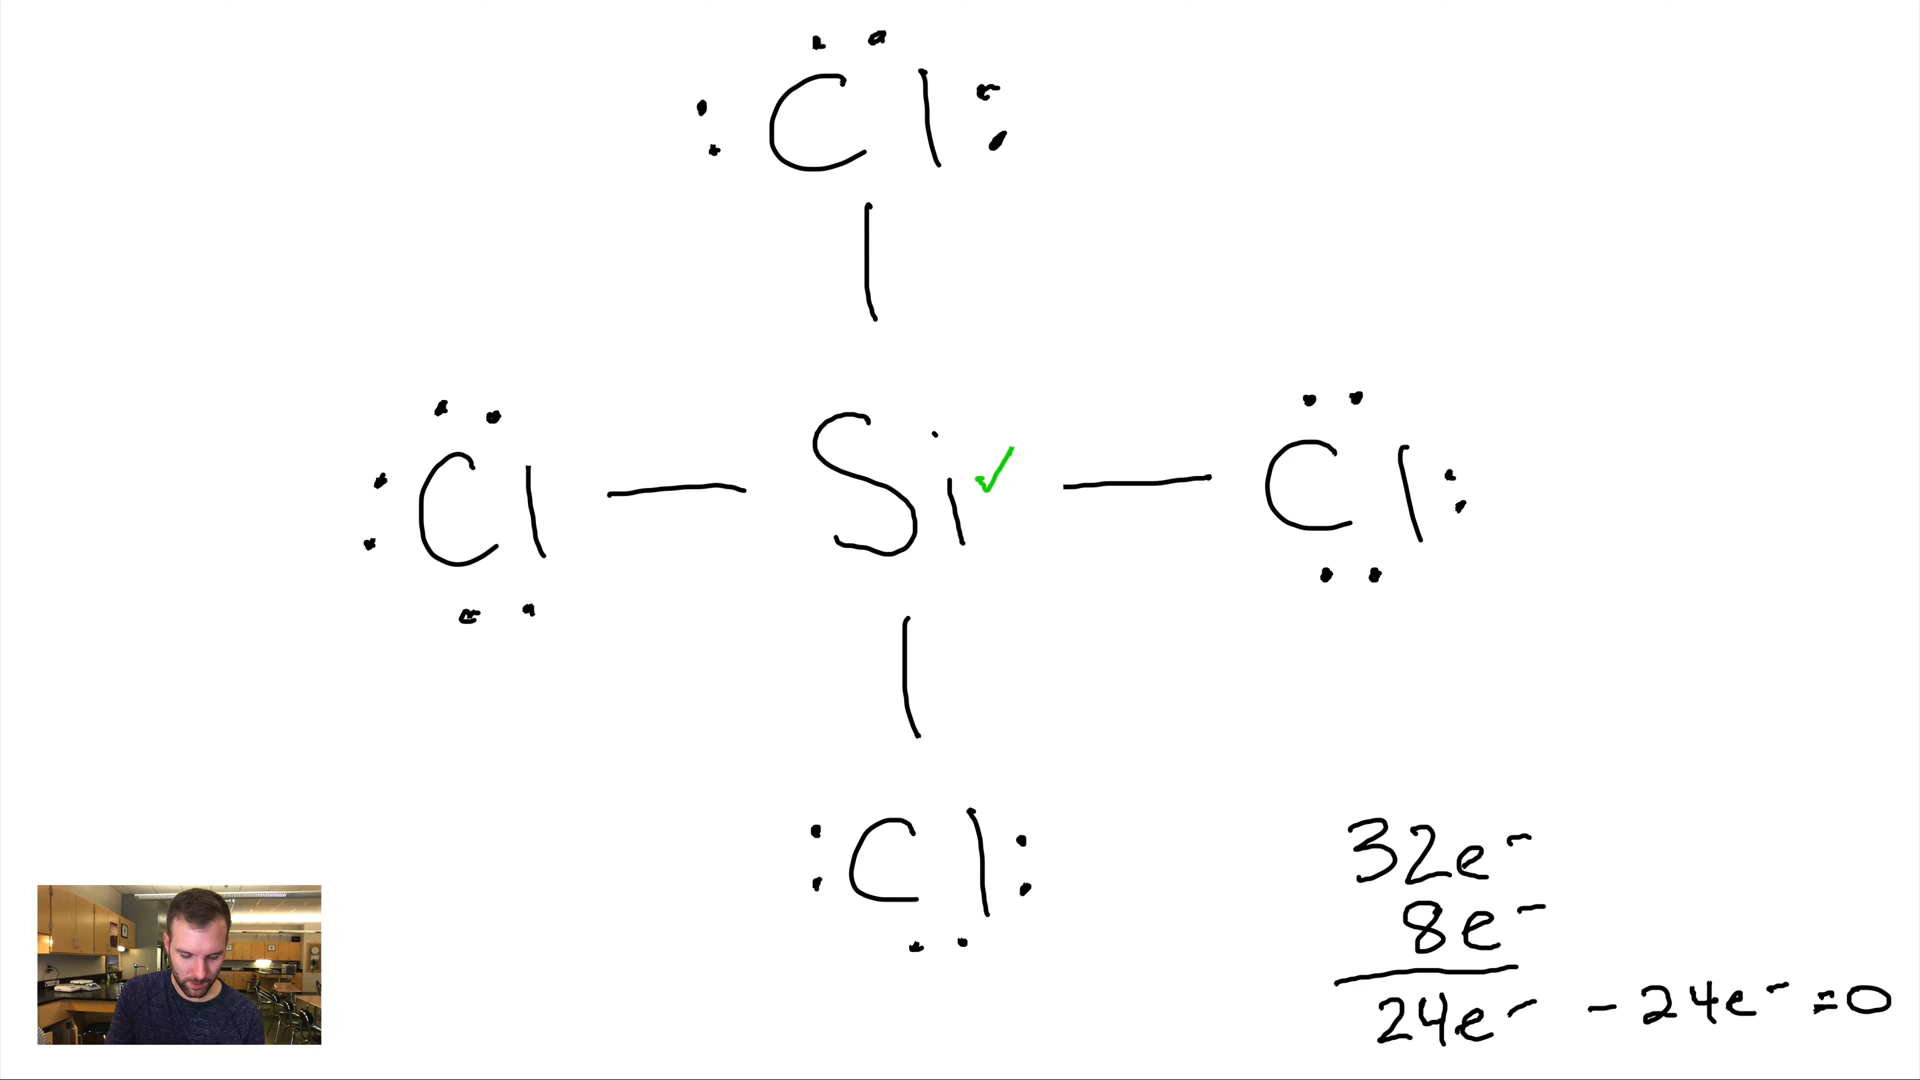 Cl
Cl — Si ✓ — Cl
Cl
32e⁻
8e⁻
24e⁻ - 24e⁻ = 0